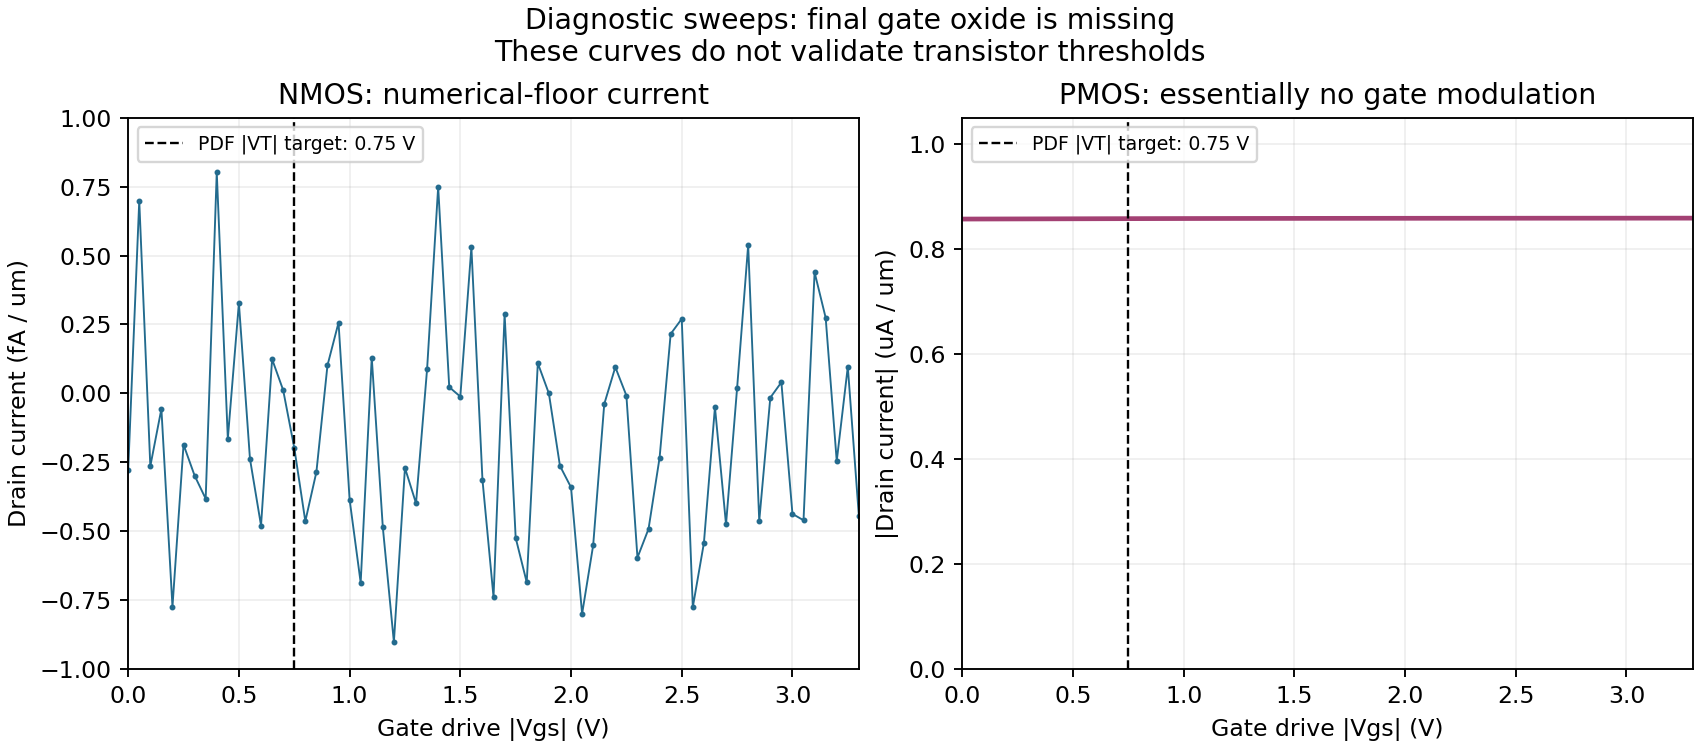 Diagnostic sweeps: final gate oxide is missing
These curves do not validate transistor thresholds
NMOS: numerical-floor current
PDF |VT| target: 0.75 V
1.00
0.75
0.50
0.25
0.00
−0.25
−0.50
−0.75
−1.00
Drain current (fA / um)
0.0
0.5
1.0
1.5
2.0
2.5
3.0
Gate drive |Vgs| (V)
PMOS: essentially no gate modulation
PDF |VT| target: 0.75 V
1.0
0.8
0.6
0.4
0.2
0.0
|Drain current| (uA / um)
0.0
0.5
1.0
1.5
2.0
2.5
3.0
Gate drive |Vgs| (V)